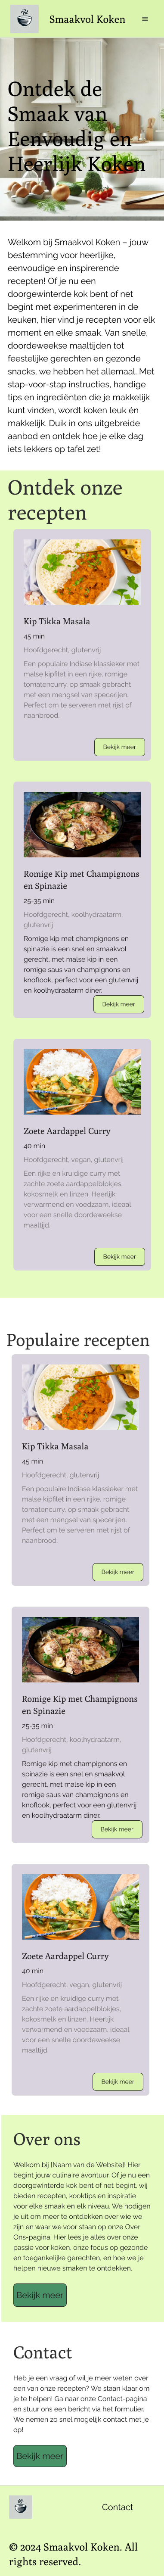 Smaakvol Koken
Ontdek de
Smaak van
Eenvoudig en
Heerlijk Koken
Welkom bij Smaakvol Koken – jouw
bestemming voor heerlijke,
eenvoudige en inspirerende
recepten! Of je nu een
doorgewinterde kok bent of net
begint met experimenteren in de
keuken, hier vind je recepten voor elk
moment en elke smaak. Van snelle,
doordeweekse maaltijden tot
feestelijke gerechten en gezonde
snacks, we hebben het allemaal. Met
stap-voor-stap instructies, handige
tips en ingrediënten die je makkelijk
kunt vinden, wordt koken leuk én
makkelijk. Duik in ons uitgebreide
aanbod en ontdek hoe je elke dag
iets lekkers op tafel zet!
Ontdek onze
recepten
Kip Tikka Masala
45 min
Hoofdgerecht, glutenvrij
Een populaire Indiase klassieker met
malse kipfilet in een rijke, romige
tomatencurry, op smaak gebracht
met een mengsel van specerijen.
Perfect om te serveren met rijst of
naanbrood.
Bekijk meer
Romige Kip met Champignons
en Spinazie
25-35 min
Hoofdgerecht, koolhydraatarm,
glutenvrij
Romige kip met champignons en
spinazie is een snel en smaakvol
gerecht, met malse kip in een
romige saus van champignons en
knoflook, perfect voor een glutenvrij
en koolhydraatarm diner.
Bekijk meer
Zoete Aardappel Curry
40 min
Hoofdgerecht, vegan, glutenvrij
Een rijke en kruidige curry met
zachte zoete aardappelblokjes,
kokosmelk en linzen. Heerlijk
verwarmend en voedzaam, ideaal
voor een snelle doordeweekse
maaltijd.
Bekijk meer
Populaire recepten
Kip Tikka Masala
45 min
Hoofdgerecht, glutenvrij
Een populaire Indiase klassieker met
malse kipfilet in een rijke, romige
tomatencurry, op smaak gebracht
met een mengsel van specerijen.
Perfect om te serveren met rijst of
naanbrood.
Bekijk meer
Romige Kip met Champignons
en Spinazie
25-35 min
Hoofdgerecht, koolhydraatarm,
glutenvrij
Romige kip met champignons en
spinazie is een snel en smaakvol
gerecht, met malse kip in een
romige saus van champignons en
knoflook, perfect voor een glutenvrij
en koolhydraatarm diner.
Bekijk meer
Zoete Aardappel Curry
40 min
Hoofdgerecht, vegan, glutenvrij
Een rijke en kruidige curry met
zachte zoete aardappelblokjes,
kokosmelk en linzen. Heerlijk
verwarmend en voedzaam, ideaal
voor een snelle doordeweekse
maaltijd.
Bekijk meer
Over ons
Welkom bij [Naam van de Website]! Hier
begint jouw culinaire avontuur. Of je nu een
doorgewinterde kok bent of net begint, wij
bieden recepten, kooktips en inspiratie
voor elke smaak en elk niveau. We nodigen
je uit om meer te ontdekken over wie we
zijn en waar we voor staan op onze Over
Ons-pagina. Hier lees je alles over onze
passie voor koken, onze focus op gezonde
en toegankelijke gerechten, en hoe we je
helpen nieuwe smaken te ontdekken.
Bekijk meer
Contact
Heb je een vraag of wil je meer weten over
een van onze recepten? We staan klaar om
je te helpen! Ga naar onze Contact-pagina
en stuur ons een bericht via het formulier.
We nemen zo snel mogelijk contact met je
op!
Bekijk meer
Contact
© 2024 Smaakvol Koken. All
rights reserved.